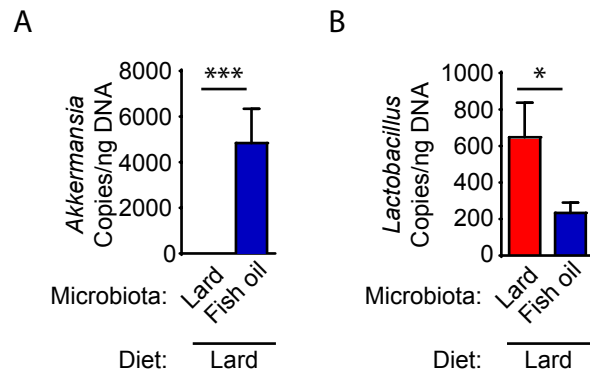 A
Akkermansia
Copies/ng DNA
8000
6000
4000
2000
0
***
Microbiota:
Lard
Fish oil
Diet:
Lard
B
Lactobacillus
Copies/ng DNA
1000
800
600
400
200
0
*
Microbiota:
Lard
Fish oil
Diet:
Lard